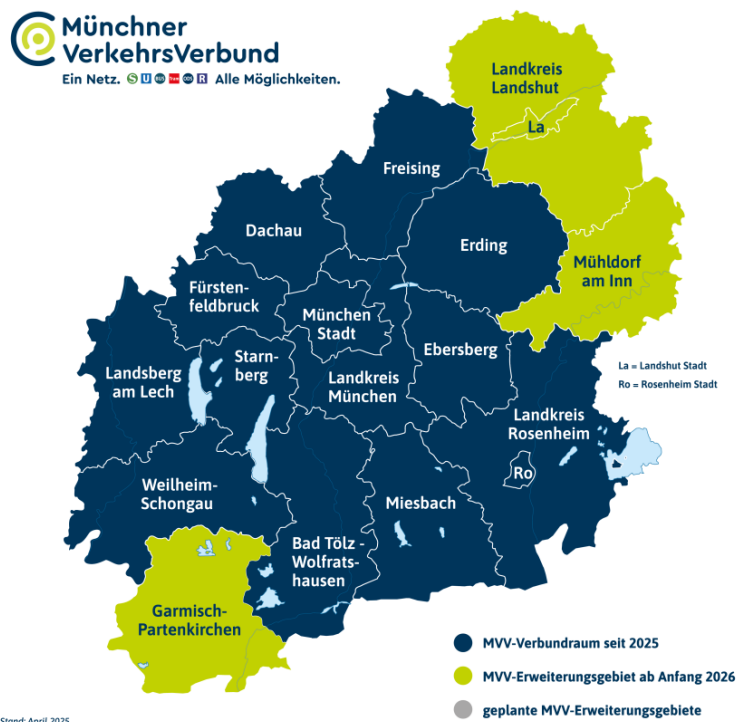 Münchner
VerkehrsVerbund
Ein Netz. S U BUS Tram ODS R Alle Möglichkeiten.
Landkreis
Landshut
La
Freising
Dachau
Erding
Mühldorf
am Inn
Fürsten-
feldbruck
München
Stadt
Ebersberg
Starn-
berg
Landsberg
am Lech
Landkreis
München
La = Landshut Stadt
Ro = Rosenheim Stadt
Landkreis
Rosenheim
Ro
Weilheim-
Schongau
Miesbach
Bad Tölz -
Wolfrats-
hausen
Garmisch-
Partenkirchen
MVV-Verbundraum seit 2025
MVV-Erweiterungsgebiet ab Anfang 2026
geplante MVV-Erweiterungsgebiete
Stand: April 2025